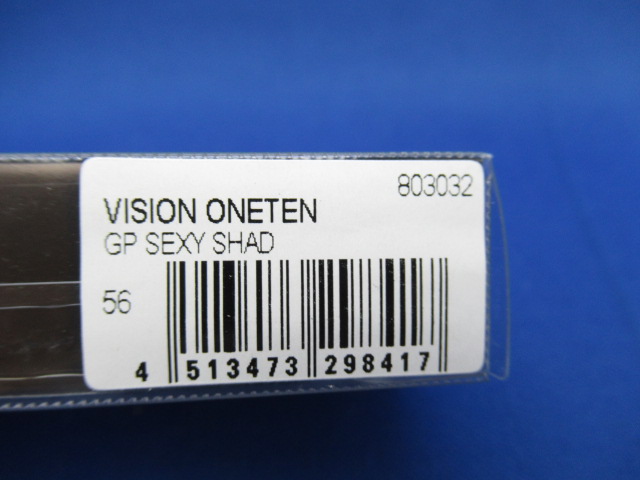 803032
VISION ONETEN
GP SEXY SHAD
56
4 513473 298417